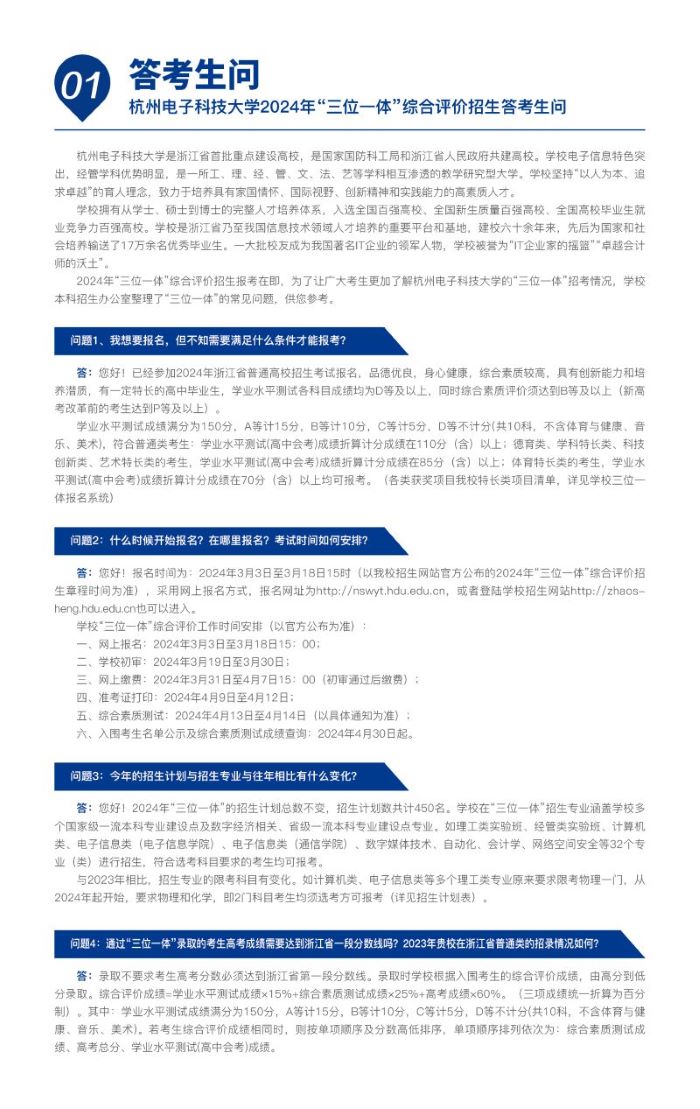 01
答考生问
杭州电子科技大学2024年“三位一体”综合评价招生答考生问
杭州电子科技大学是浙江省首批重点建设高校，是国家国防科工局和浙江省人民政府共建高校。学校电子信息特色突
出，经管学科优势明显，是一所工、理、经、管、文、法、艺等学科相互渗透的教学研究型大学。学校坚持“以人为本、追
求卓越”的育人理念，致力于培养具有家国情怀、国际视野、创新精神和实践能力的高素质人才。
学校拥有从学士、硕士到博士的完整人才培养体系，入选全国百强高校、全国新生质量百强高校、全国高校毕业生就
业竞争力百强高校。学校是浙江省乃至我国信息技术领域人才培养的重要平台和基地，建校六十余年来，先后为国家和社
会培养输送了17万余名优秀毕业生。一大批校友成为我国著名IT企业的领军人物，学校被誉为“IT企业家的摇篮”“卓越会计
师的沃土”。
2024年“三位一体”综合评价招生报考在即，为了让广大考生更加了解杭州电子科技大学的“三位一体”招考情况，学校
本科招生办公室整理了“三位一体”的常见问题，供您参考。
问题1、我想要报名，但不知需要满足什么条件才能报考？
答：您好！已经参加2024年浙江省普通高校招生考试报名，品德优良，身心健康，综合素质较高，具有创新能力和培
养潜质，有一定特长的高中毕业生，学业水平测试各科目成绩均为D等及以上，同时综合素质评价须达到B等及以上（新高
考改革前的考生达到P等及以上）。
学业水平测试成绩满分为150分，A等计15分，B等计10分，C等计5分、D等不计分(共10科，不含体育与健康、音
乐、美术)，符合普通类考生：学业水平测试(高中会考)成绩折算计分成绩在110分（含）以上；德育类、学科特长类、科技
创新类、艺术特长类的考生，学业水平测试(高中会考)成绩折算计分成绩在85分（含）以上；体育特长类的考生，学业水
平测试(高中会考)成绩折算计分成绩在70分（含）以上均可报考。（各类获奖项目我校特长类项目清单，详见学校三位一
体报名系统）
问题2：什么时候开始报名？在哪里报名？考试时间如何安排？
答：您好！报名时间为：2024年3月3日至3月18日15时（以我校招生网站官方公布的2024年“三位一体”综合评价招
生章程时间为准），采用网上报名方式，报名网址为http://nswyt.hdu.edu.cn，或者登陆学校招生网站http://zhaos-
heng.hdu.edu.cn也可以进入。
学校“三位一体”综合评价工作时间安排（以官方公布为准）：
一、网上报名：2024年3月3日至3月18日15：00；
二、学校初审：2024年3月19日至3月30日；
三、网上缴费：2024年3月31日至4月7日15：00（初审通过后缴费）；
四、准考证打印：2024年4月9日至4月12日；
五、综合素质测试：2024年4月13日至4月14日（以具体通知为准）；
六、入围考生名单公示及综合素质测试成绩查询：2024年4月30日起。
问题3：今年的招生计划与招生专业与往年相比有什么变化？
答：您好！2024年“三位一体”的招生计划总数不变，招生计划数共计450名。学校在“三位一体”招生专业涵盖学校多
个国家级一流本科专业建设点及数字经济相关、省级一流本科专业建设点专业。如理工类实验班、经管类实验班、计算机
类、电子信息类（电子信息学院）、电子信息类（通信学院）、数字媒体技术、自动化、会计学、网络空间安全等32个专
业（类）进行招生，符合选考科目要求的考生均可报考。
与2023年相比，招生专业的限考科目有变化。如计算机类、电子信息类等多个理工类专业原来要求限考物理一门，从
2024年起开始，要求物理和化学，即2门科目考生均须选考方可报考（详见招生计划表）。
问题4：通过“三位一体”录取的考生高考成绩需要达到浙江省一段分数线吗？2023年贵校在浙江省普通类的招录情况如何？
答：录取不要求考生高考分数必须达到浙江省第一段分数线。录取时学校根据入围考生的综合评价成绩，由高分到低
分录取。综合评价成绩=学业水平测试成绩×15%+综合素质测试成绩×25%+高考成绩×60%。（三项成绩统一折算为百分
制）。其中：学业水平测试成绩满分为150分，A等计15分，B等计10分，C等计5分，D等不计分(共10科，不含体育与健
康、音乐、美术)。若考生综合评价成绩相同时，则按单项顺序及分数高低排序，单项顺序排列依次为：综合素质测试成
绩、高考总分、学业水平测试(高中会考)成绩。